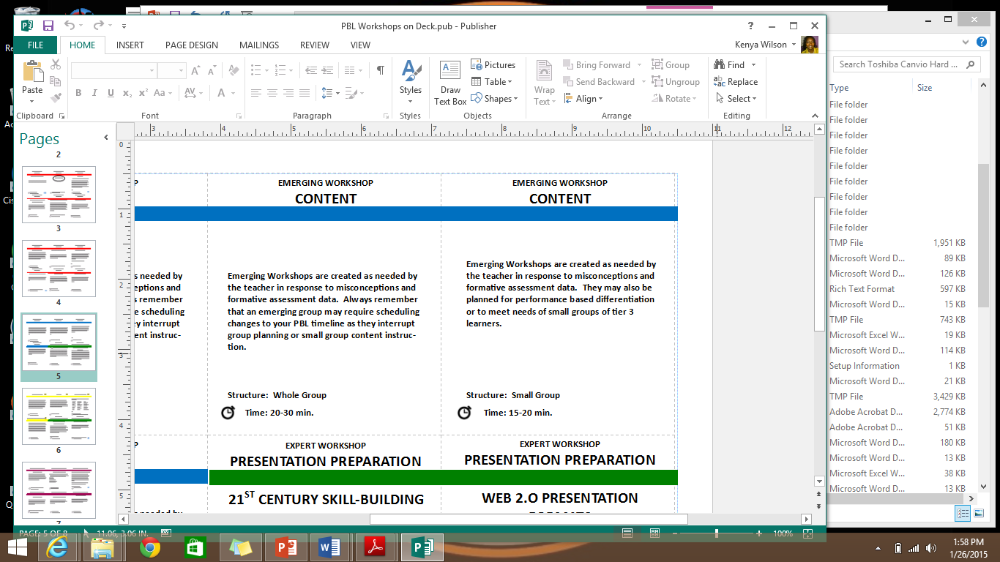 PBL Workshops on Deck.pub - Publisher
FILE HOME INSERT PAGE DESIGN MAILINGS REVIEW VIEW
Kenya Wilson
Paste
Clipboard
B I U x₂ x² Aa AV A
Font
Paragraph
Styles
Styles
Draw
Text Box
Pictures
Table
Shapes
Objects
Wrap
Text
Bring Forward
Send Backward
Align
Group
Ungroup
Rotate
Arrange
Find
Replace
Select
Editing
Pages
2
3
4
5
6
3 4 5 6 7 8 9 10 11 12
0
1
2
3
4
5
EMERGING WORKSHOP
CONTENT
EMERGING WORKSHOP
CONTENT
s needed by
eptions and
s remember
e scheduling
ey interrupt
ent instruc-
Emerging Workshops are created as needed by
the teacher in response to misconceptions and
formative assessment data.  Always remember
that an emerging group may require scheduling
changes to your PBL timeline as they interrupt
group planning or small group content instruc-
tion.
Structure:  Whole Group
Time: 20-30 min.
Emerging Workshops are created as needed by
the teacher in response to misconceptions and
formative assessment data.  They may also be
planned for performance based differentiation
or to meet needs of small groups of tier 3
learners.
Structure:  Small Group
Time: 15-20 min.
EXPERT WORKSHOP
PRESENTATION PREPARATION
21ST CENTURY SKILL-BUILDING
EXPERT WORKSHOP
PRESENTATION PREPARATION
WEB 2.O PRESENTATION
PAGE: 5 OF 8
11.06, 3.06 IN.
100%
Search Toshiba Canvio Hard ...
Type Size
File folder
File folder
File folder
File folder
File folder
File folder
File folder
File folder
File folder
TMP File 1,951 KB
Microsoft Word D... 89 KB
Microsoft Word D... 126 KB
Rich Text Format 597 KB
Microsoft Word D... 15 KB
TMP File 743 KB
Microsoft Excel W... 19 KB
Microsoft Word D... 114 KB
Setup Information 1 KB
Microsoft Word D... 21 KB
TMP File 3,429 KB
Adobe Acrobat D... 2,774 KB
Adobe Acrobat D... 51 KB
Microsoft Word D... 180 KB
Microsoft Word D... 13 KB
Microsoft Excel W... 38 KB
Microsoft Word D... 13 KB
1:58 PM
1/26/2015